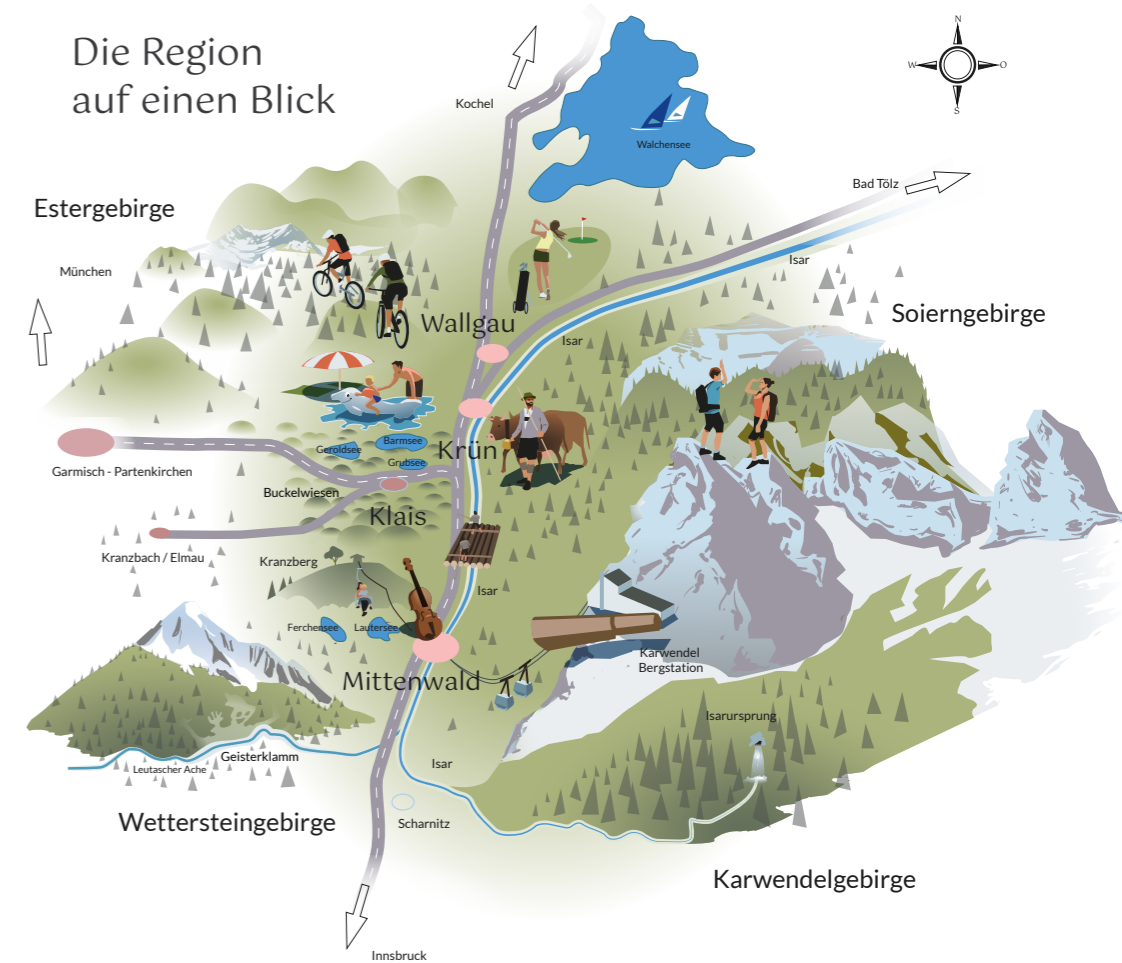 Die Region
auf einen Blick
N
W
O
S
Kochel
Walchensee
Bad Tölz
Estergebirge
Isar
München
Soierngebirge
Wallgau
Isar
Barmsee
Geroldsee
Krün
Grubsee
Garmisch - Partenkirchen
Buckelwiesen
Klais
Kranzbach / Elmau
Kranzberg
Isar
Ferchensee
Lautersee
Karwendel
Bergstation
Mittenwald
Isarursprung
Geisterklamm
Isar
Leutascher Ache
Wettersteingebirge
Scharnitz
Karwendelgebirge
Innsbruck